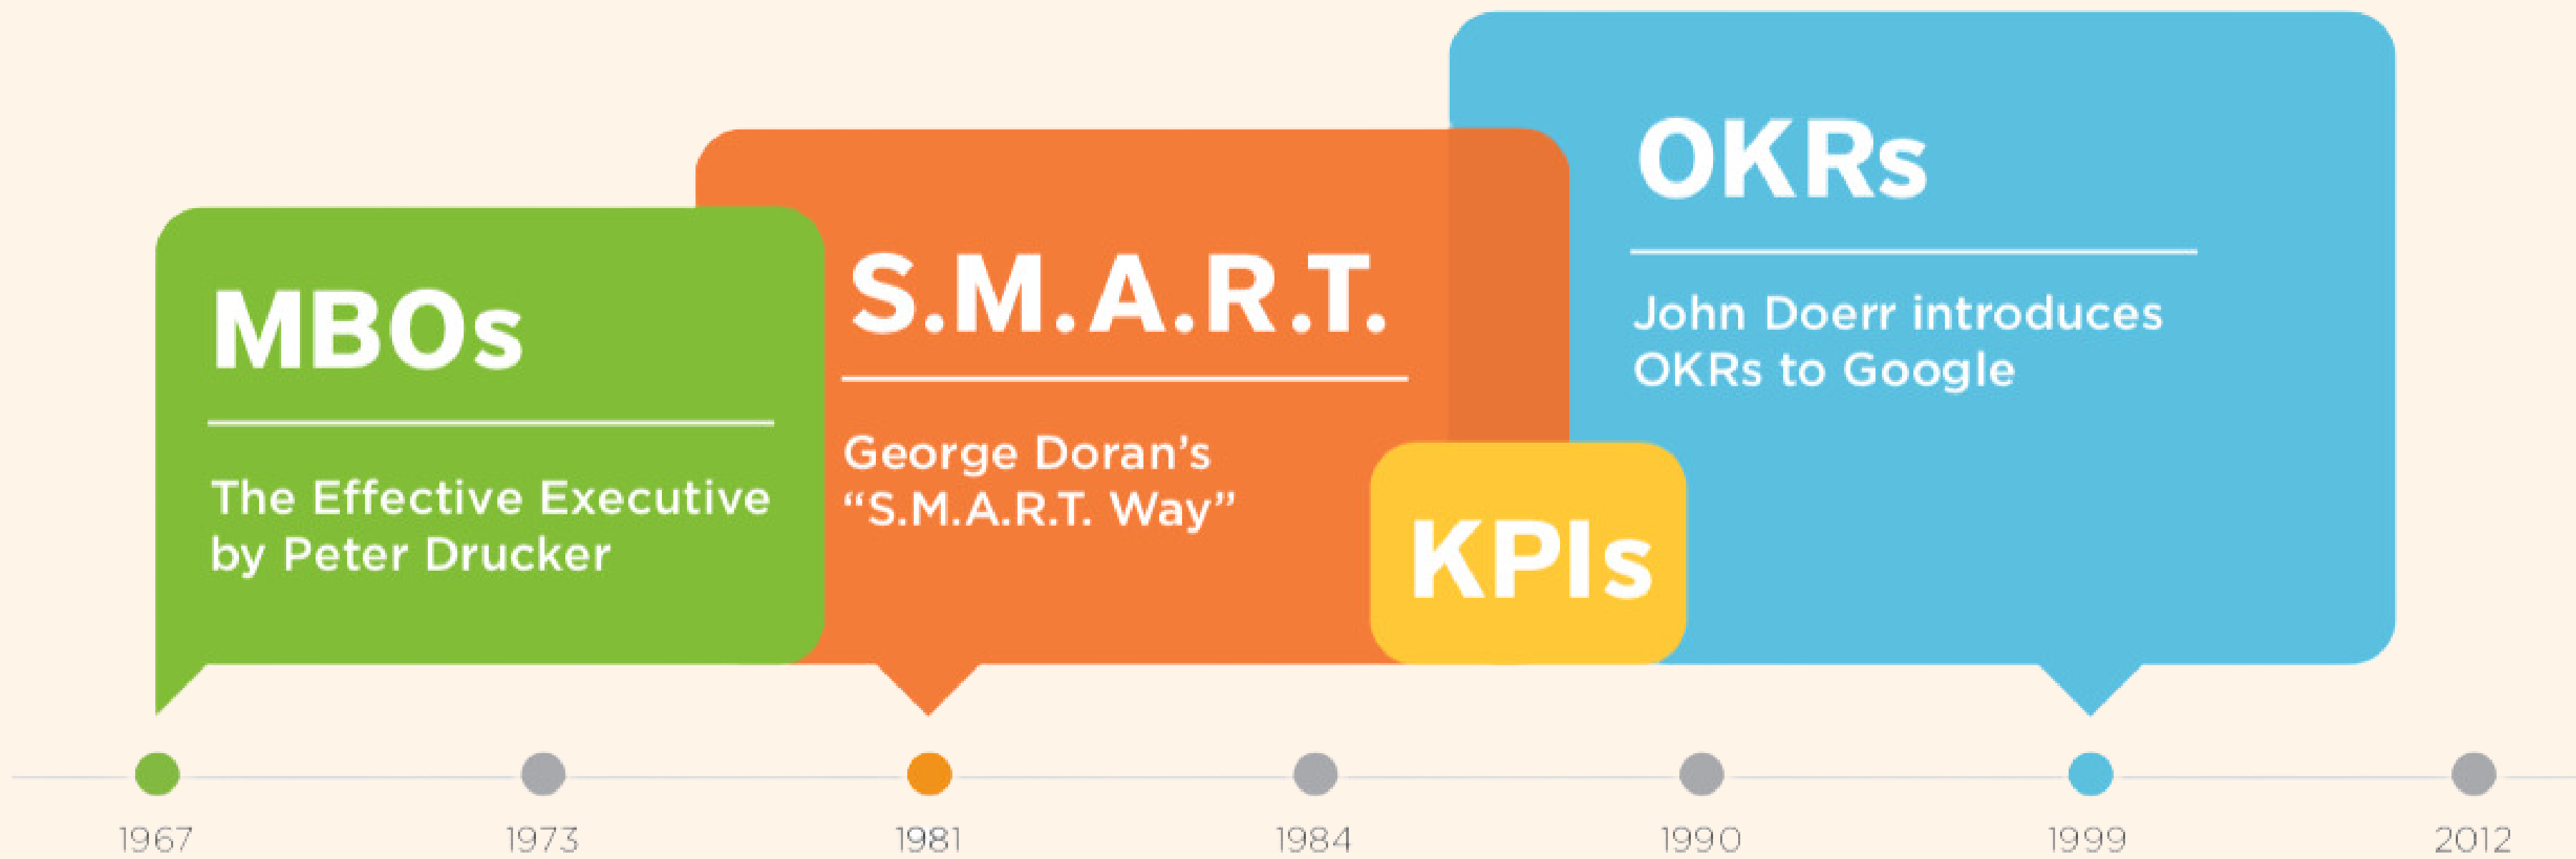 MBOs
The Effective Executive
by Peter Drucker
S.M.A.R.T.
George Doran’s
“S.M.A.R.T. Way”
KPIs
OKRs
John Doerr introduces
OKRs to Google
1967
1973
1981
1984
1990
1999
2012